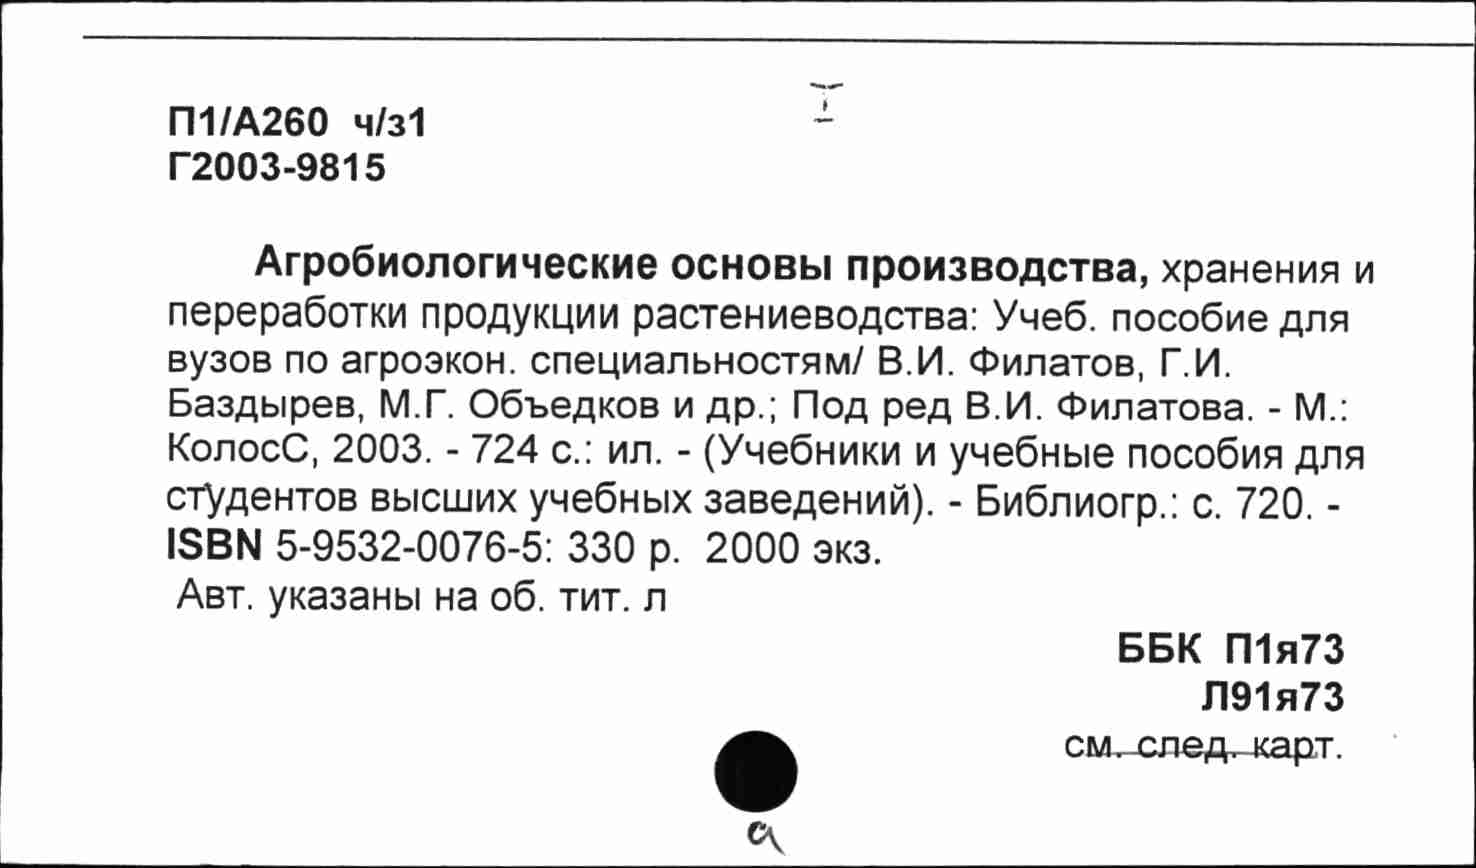 I
П1/А260 ч/з1
Г2003-9815
Агробиологические основы производства, хранения и
переработки продукции растениеводства: Учеб. пособие для
вузов по агроэкон. специальностям/ В.И. Филатов, Г.И.
Баздырев, М.Г. Объедков и др.; Под ред В.И. Филатова. - М.:
КолосС, 2003. - 724 с.: ил. - (Учебники и учебные пособия для
студентов высших учебных заведений). - Библиогр.: с. 720. -
ISBN 5-9532-0076-5: 330 р. 2000 экз.
Авт. указаны на об. тит. л
ББК П1я73
Л91я73
см. след. карт.